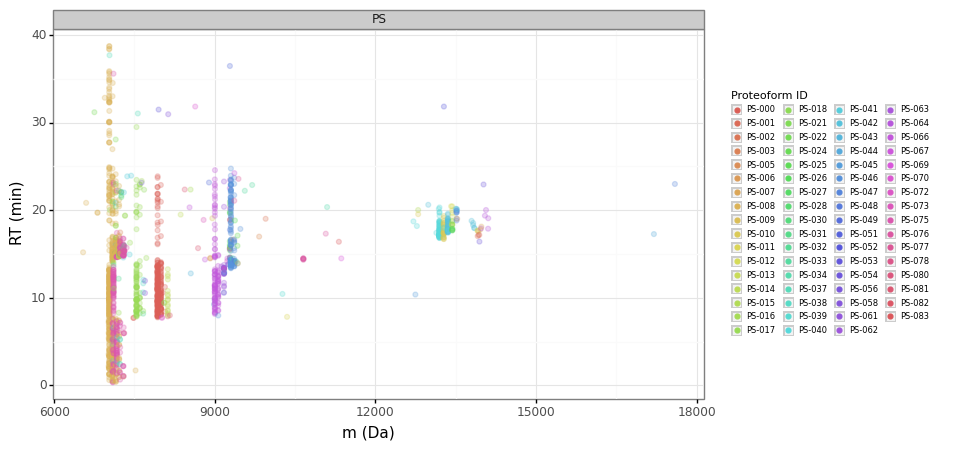 PS
40
30
20
10
0
RT (min)
6000 9000 12000 15000 18000
m (Da)
Proteoform ID
PS-000 PS-018 PS-041 PS-063
PS-001 PS-021 PS-042 PS-064
PS-002 PS-022 PS-043 PS-066
PS-003 PS-024 PS-044 PS-067
PS-005 PS-025 PS-045 PS-069
PS-006 PS-026 PS-046 PS-070
PS-007 PS-027 PS-047 PS-072
PS-008 PS-028 PS-048 PS-073
PS-009 PS-030 PS-049 PS-075
PS-010 PS-031 PS-051 PS-076
PS-011 PS-032 PS-052 PS-077
PS-012 PS-033 PS-053 PS-078
PS-013 PS-034 PS-054 PS-080
PS-014 PS-037 PS-056 PS-081
PS-015 PS-038 PS-058 PS-082
PS-016 PS-039 PS-061 PS-083
PS-017 PS-040 PS-062